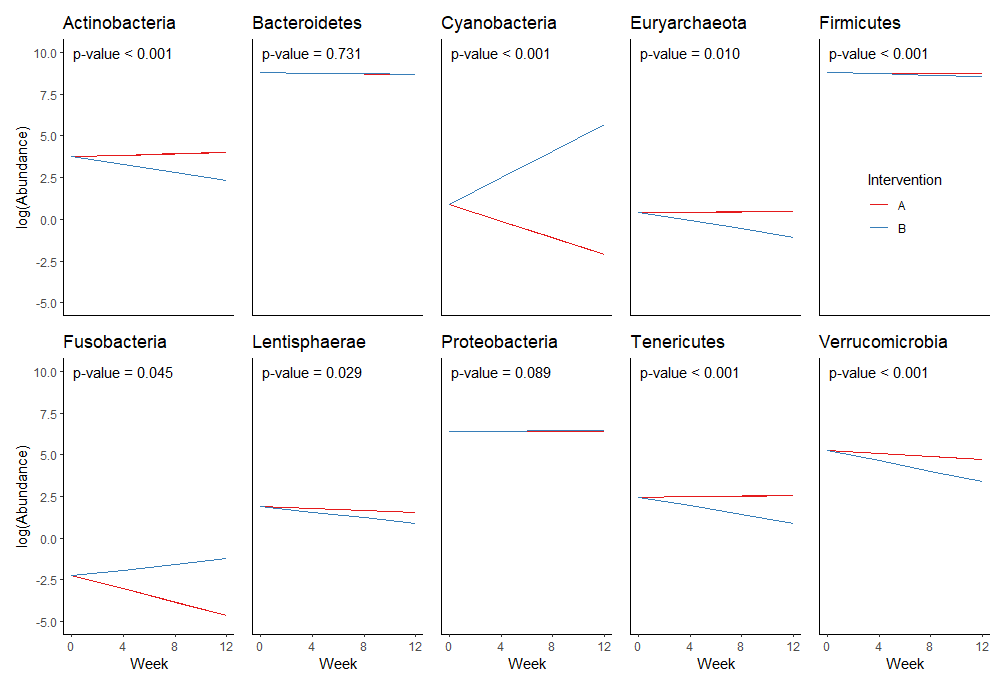 Actinobacteria
Bacteroidetes
Cyanobacteria
Euryarchaeota
Firmicutes
p-value < 0.001
p-value = 0.731
p-value < 0.001
p-value = 0.010
p-value < 0.001
log(Abundance)
10.0
7.5
5.0
2.5
0.0
-2.5
-5.0
Intervention
A
B
Fusobacteria
Lentisphaerae
Proteobacteria
Tenericutes
Verrucomicrobia
p-value = 0.045
p-value = 0.029
p-value = 0.089
p-value < 0.001
p-value < 0.001
log(Abundance)
10.0
7.5
5.0
2.5
0.0
-2.5
-5.0
0 4 8 12
0 4 8 12
0 4 8 12
0 4 8 12
0 4 8 12
Week
Week
Week
Week
Week